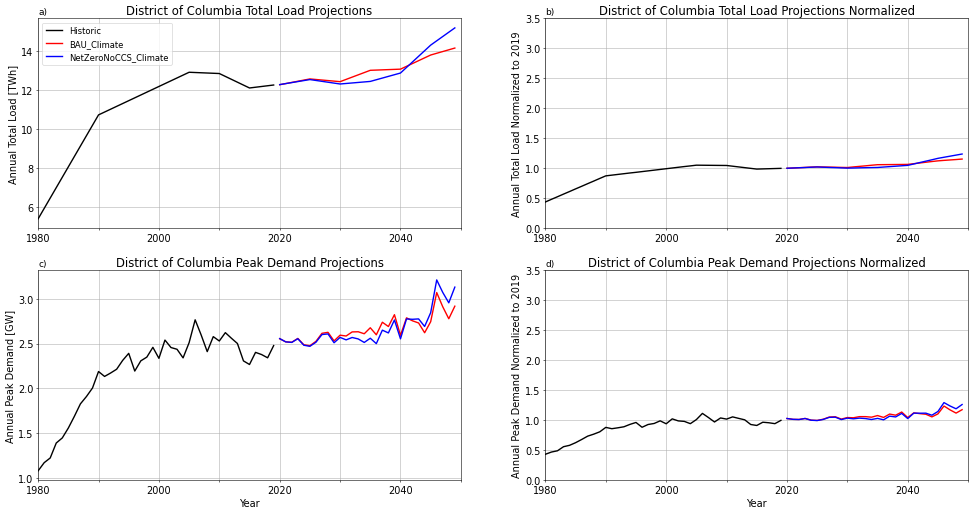 a)
District of Columbia Total Load Projections
Annual Total Load [TWh]
14
12
10
8
6
Historic
BAU_Climate
NetZeroNoCCS_Climate
1980
2000
2020
2040
b)
District of Columbia Total Load Projections Normalized
Annual Total Load Normalized to 2019
3.5
3.0
2.5
2.0
1.5
1.0
0.5
0.0
1980
2000
2020
2040
c)
District of Columbia Peak Demand Projections
Annual Peak Demand [GW]
3.0
2.5
2.0
1.5
1.0
1980
2000
2020
2040
Year
d)
District of Columbia Peak Demand Projections Normalized
Annual Peak Demand Normalized to 2019
3.5
3.0
2.5
2.0
1.5
1.0
0.5
0.0
1980
2000
2020
2040
Year